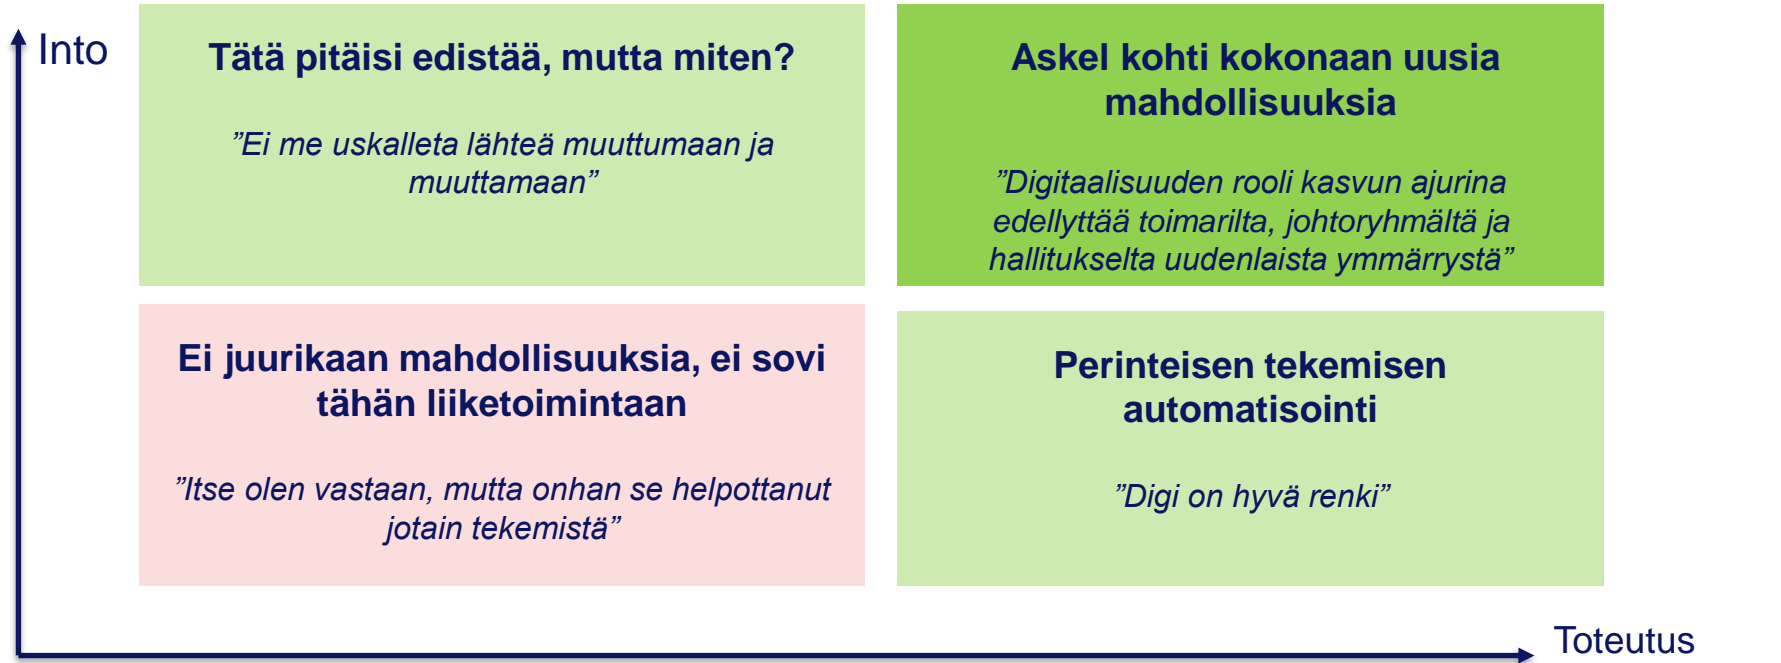 Into
Tätä pitäisi edistää, mutta miten?
”Ei me uskalleta lähteä muuttumaan ja
muuttamaan”
Askel kohti kokonaan uusia
mahdollisuuksia
”Digitaalisuuden rooli kasvun ajurina
edellyttää toimarilta, johtoryhmältä ja
hallitukselta uudenlaista ymmärrystä”
Ei juurikaan mahdollisuuksia, ei sovi
tähän liiketoimintaan
”Itse olen vastaan, mutta onhan se helpottanut
jotain tekemistä”
Perinteisen tekemisen
automatisointi
”Digi on hyvä renki”
Toteutus